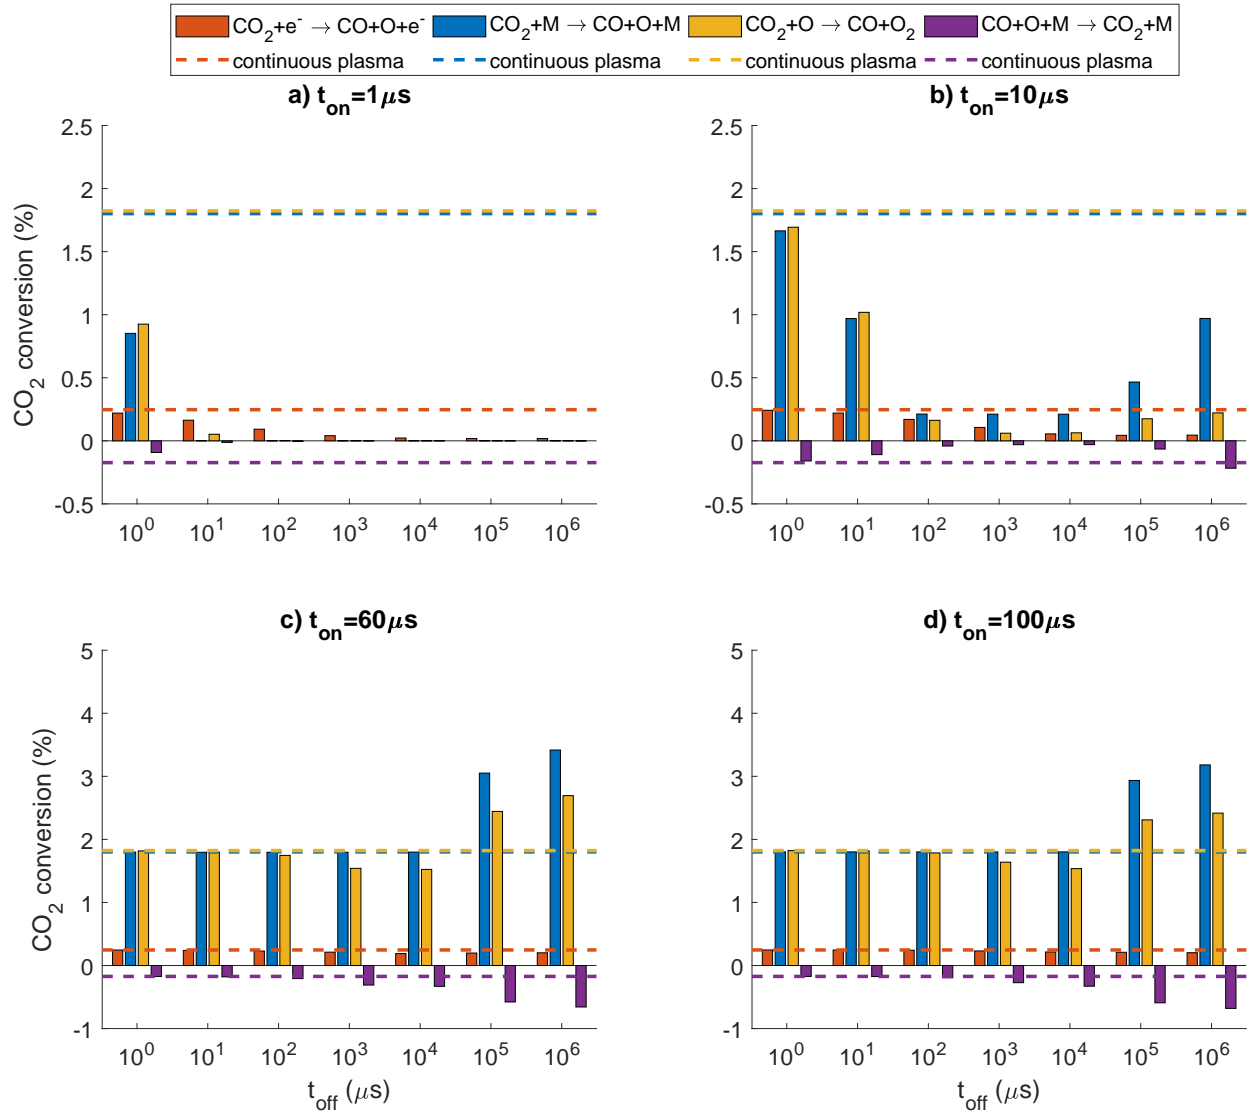 CO2+e- → CO+O+e- CO2+M → CO+O+M CO2+O → CO+O2 CO+O+M → CO2+M
continuous plasma continuous plasma continuous plasma continuous plasma
a) ton=1μs
b) ton=10μs
2.5
2
1.5
1
0.5
0
-0.5
CO2 conversion (%)
10^0 10^1 10^2 10^3 10^4 10^5 10^6
2.5
2
1.5
1
0.5
0
-0.5
10^0 10^1 10^2 10^3 10^4 10^5 10^6
c) ton=60μs
d) ton=100μs
5
4
3
2
1
0
-1
CO2 conversion (%)
10^0 10^1 10^2 10^3 10^4 10^5 10^6
toff (μs)
5
4
3
2
1
0
-1
10^0 10^1 10^2 10^3 10^4 10^5 10^6
toff (μs)